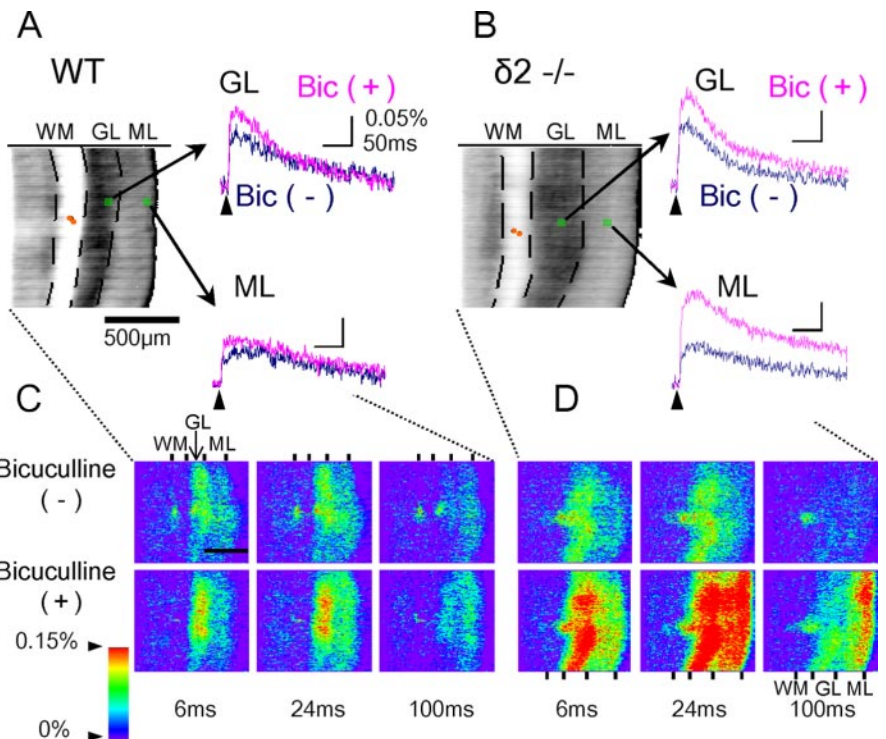 A
WT
WM GL ML
GL
Bic (+)
0.05%
50ms
Bic (-)
ML
500μm
B
δ2 -/-
WM GL ML
GL
Bic (+)
Bic (-)
ML
C
GL
WM ML
D
Bicuculline
(-)
Bicuculline
(+)
0.15%
0%
6ms 24ms 100ms
6ms 24ms 100ms
WM GL ML